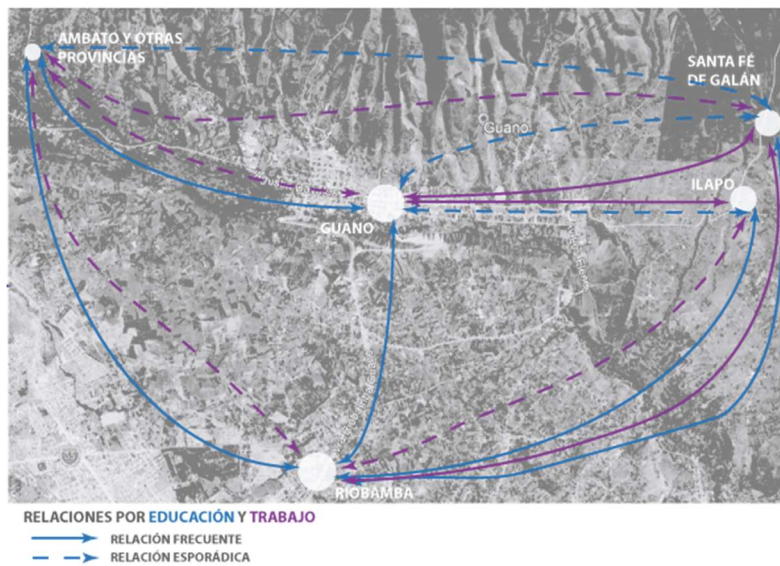 AMBATO Y OTRAS
PROVINCIAS
SANTA FÉ
DE GALÁN
Guano
ILAPO
GUANO
RIOBAMBA
RELACIONES POR EDUCACIÓN Y TRABAJO
RELACIÓN FRECUENTE
RELACIÓN ESPORÁDICA